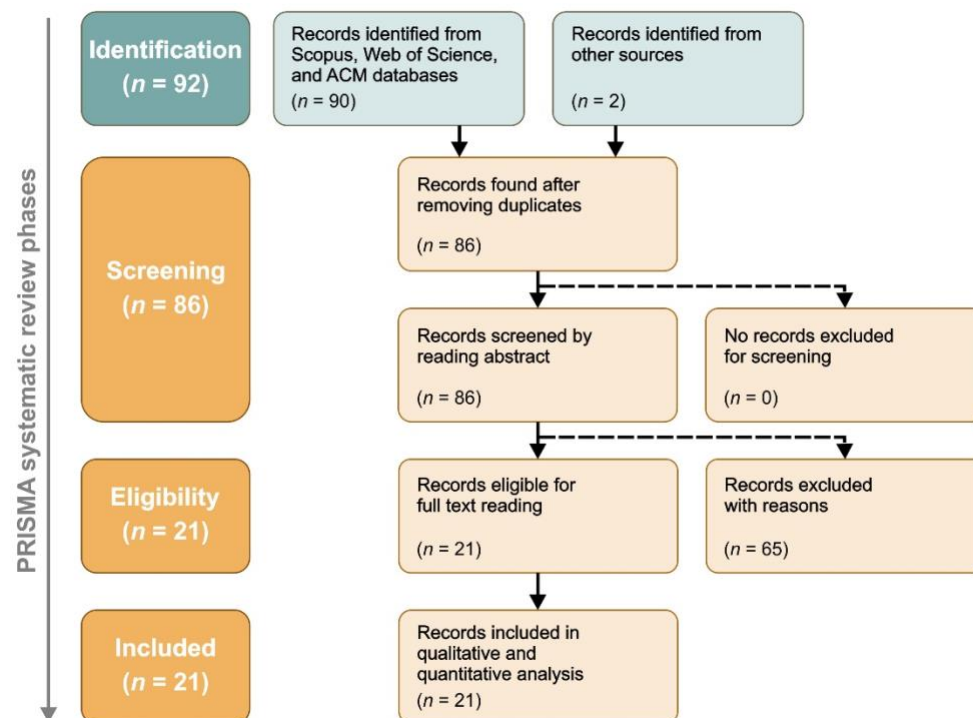 PRISMA systematic review phases
Identification
(n = 92)
Records identified from
Scopus, Web of Science,
and ACM databases
(n = 90)
Records identified from
other sources
(n = 2)
Screening
(n = 86)
Records found after
removing duplicates
(n = 86)
Records screened by
reading abstract
(n = 86)
No records excluded
for screening
(n = 0)
Eligibility
(n = 21)
Records eligible for
full text reading
(n = 21)
Records excluded
with reasons
(n = 65)
Included
(n = 21)
Records included in
qualitative and
quantitative analysis
(n = 21)